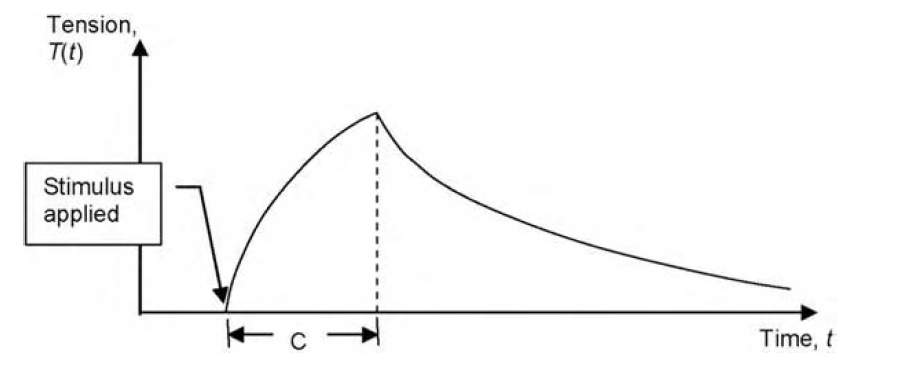 Tension,
T(t)
Stimulus
applied
C
Time, t